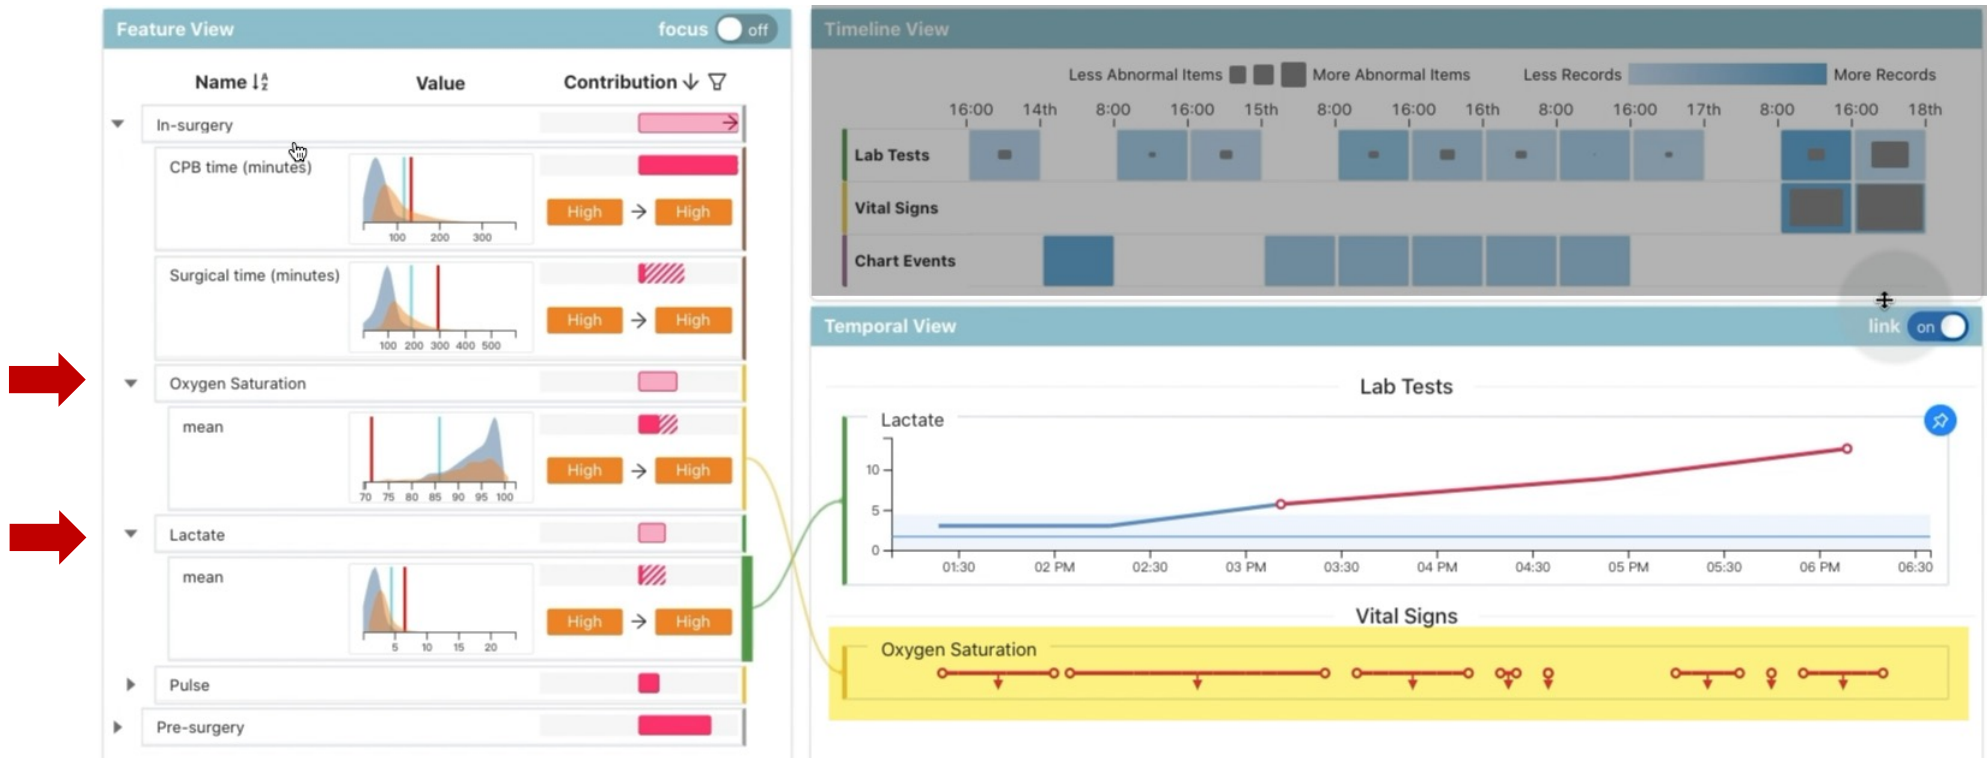 Feature View
focus off
Name Value Contribution
In-surgery
CPB time (minutes)
High → High
100 200 300
Surgical time (minutes)
High → High
100 200 300 400 500
Oxygen Saturation
mean
High → High
70 75 80 85 90 95 100
Lactate
mean
High → High
5 10 15 20
Pulse
Pre-surgery
Timeline View
Less Abnormal Items More Abnormal Items Less Records More Records
16:00 14th 8:00 16:00 15th 8:00 16:00 16th 8:00 16:00 17th 8:00 16:00 18th
Lab Tests
Vital Signs
Chart Events
Temporal View
link on
Lab Tests
Lactate
10
5
0
01:30 02 PM 02:30 03 PM 03:30 04 PM 04:30 05 PM 05:30 06 PM 06:30
Vital Signs
Oxygen Saturation